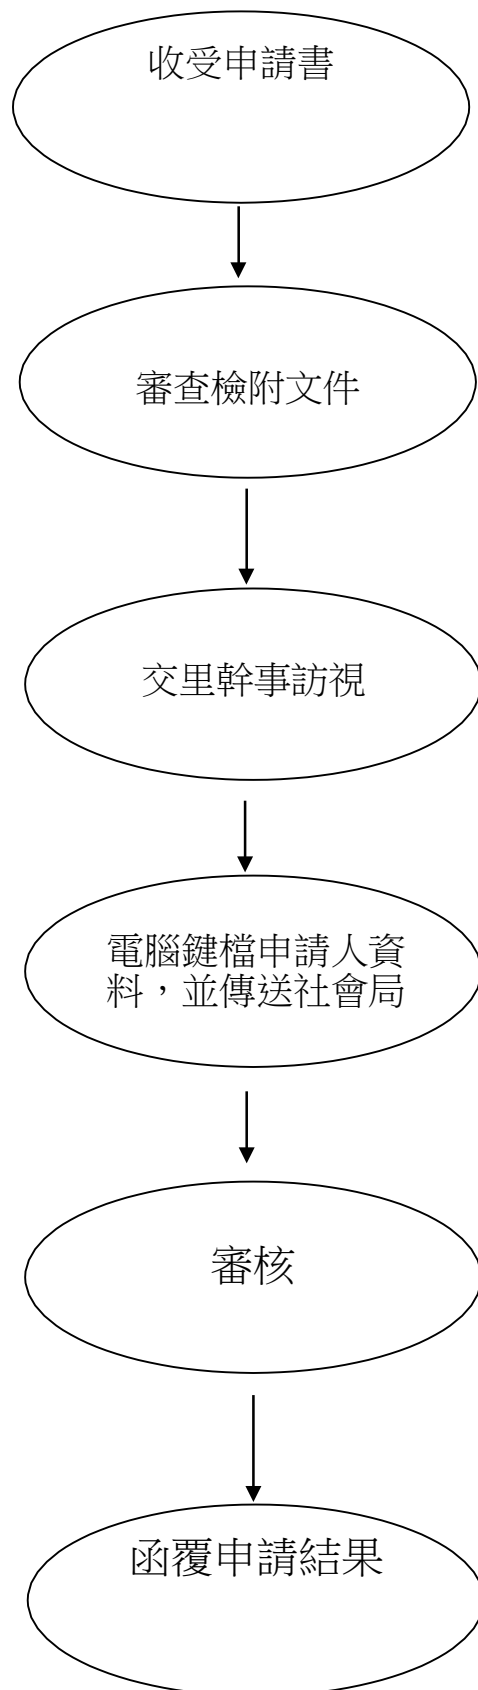 收受申請書
審查檢附文件
交里幹事訪視
電腦鍵檔申請人資
料，並傳送社會局
審核
函覆申請結果